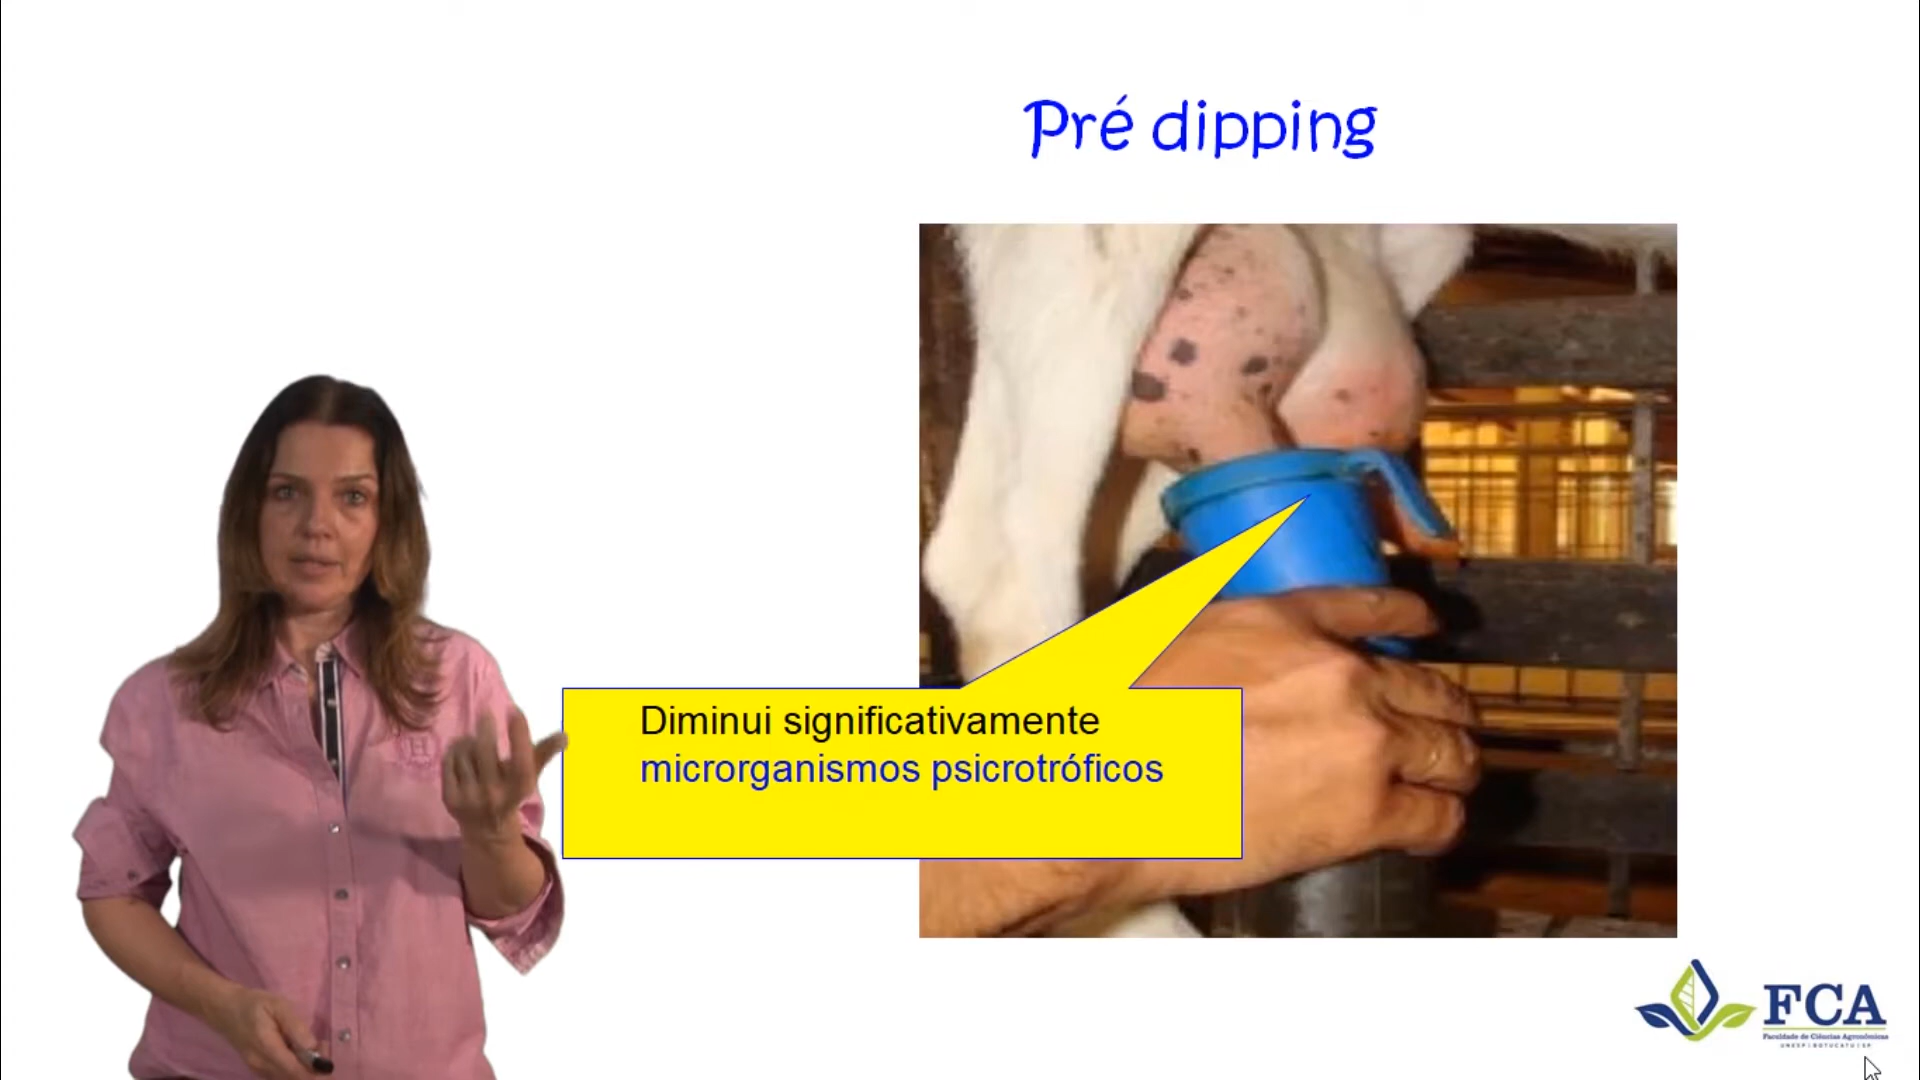 Pré dipping
Diminui significativamente
microrganismos psicrotróficos
FCA
Faculdade de Ciências Agronômicas
UNESP | BOTUCATU | SP